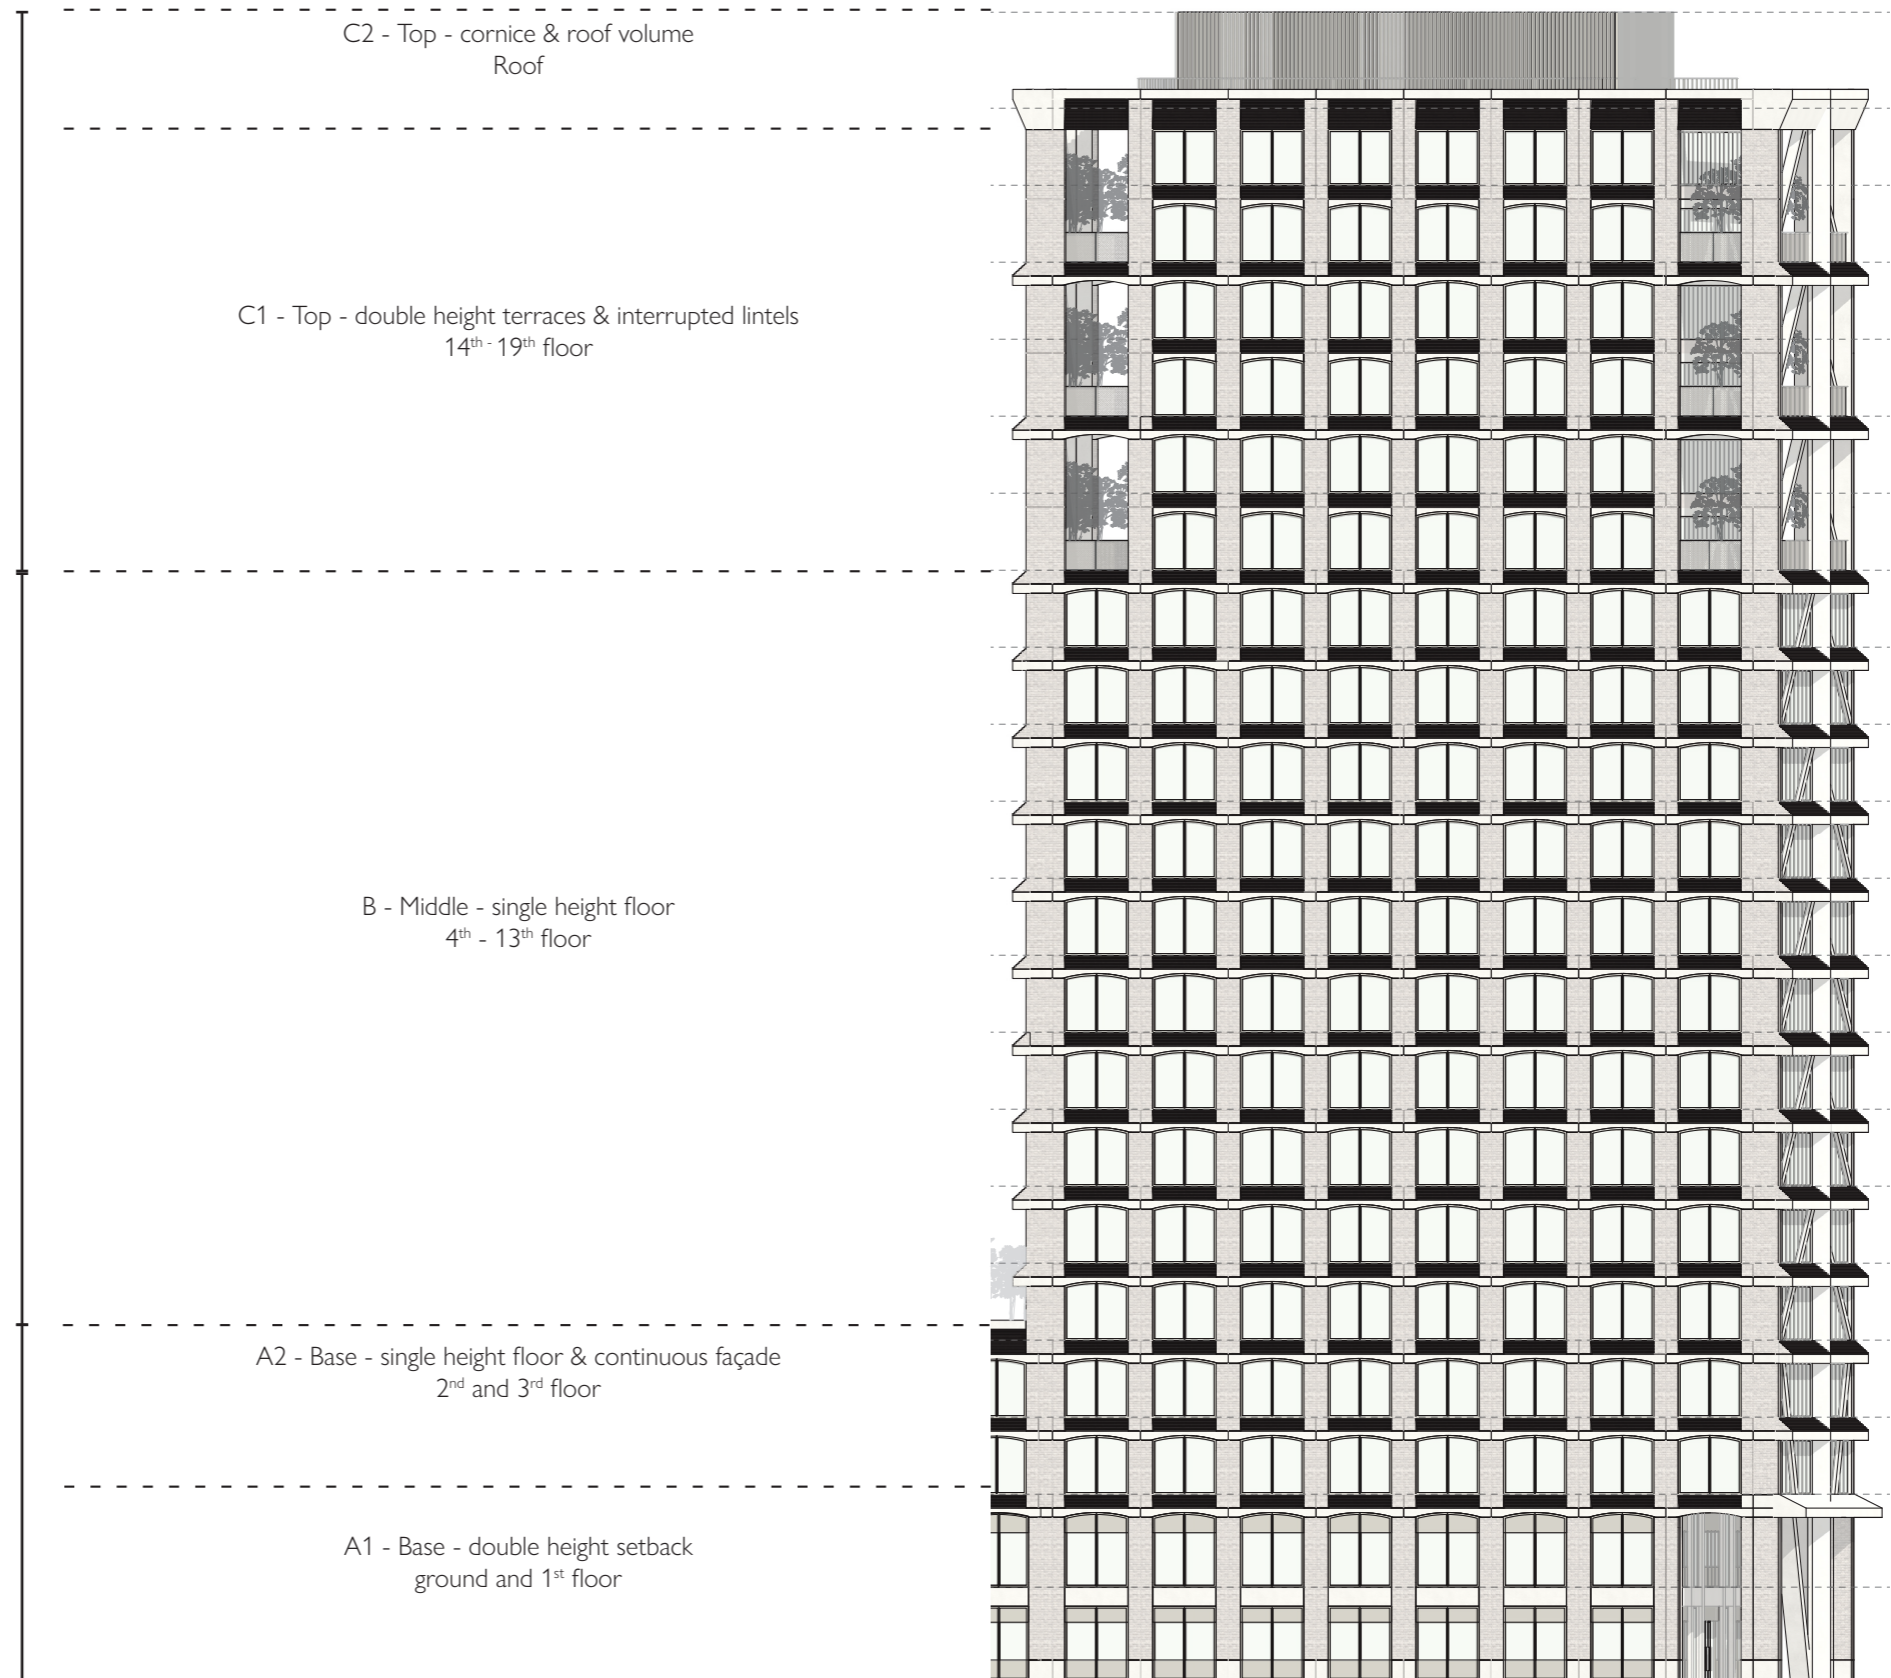 C2 - Top - cornice & roof volume
Roof
C1 - Top - double height terraces & interrupted lintels
14th - 19th floor
B - Middle - single height floor
4th - 13th floor
A2 - Base - single height floor & continuous façade
2nd and 3rd floor
A1 - Base - double height setback
ground and 1st floor